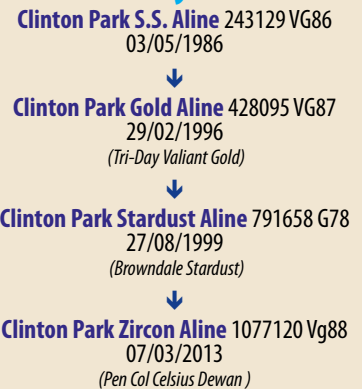 Clinton Park S.S. Aline 243129 VG86
03/05/1986
Clinton Park Gold Aline 428095 VG87
29/02/1996
(Tri-Day Valiant Gold)
Clinton Park Stardust Aline 791658 G78
27/08/1999
(Browndale Stardust)
Clinton Park Zircon Aline 1077120 Vg88
07/03/2013
(Pen Col Celsius Dewan )